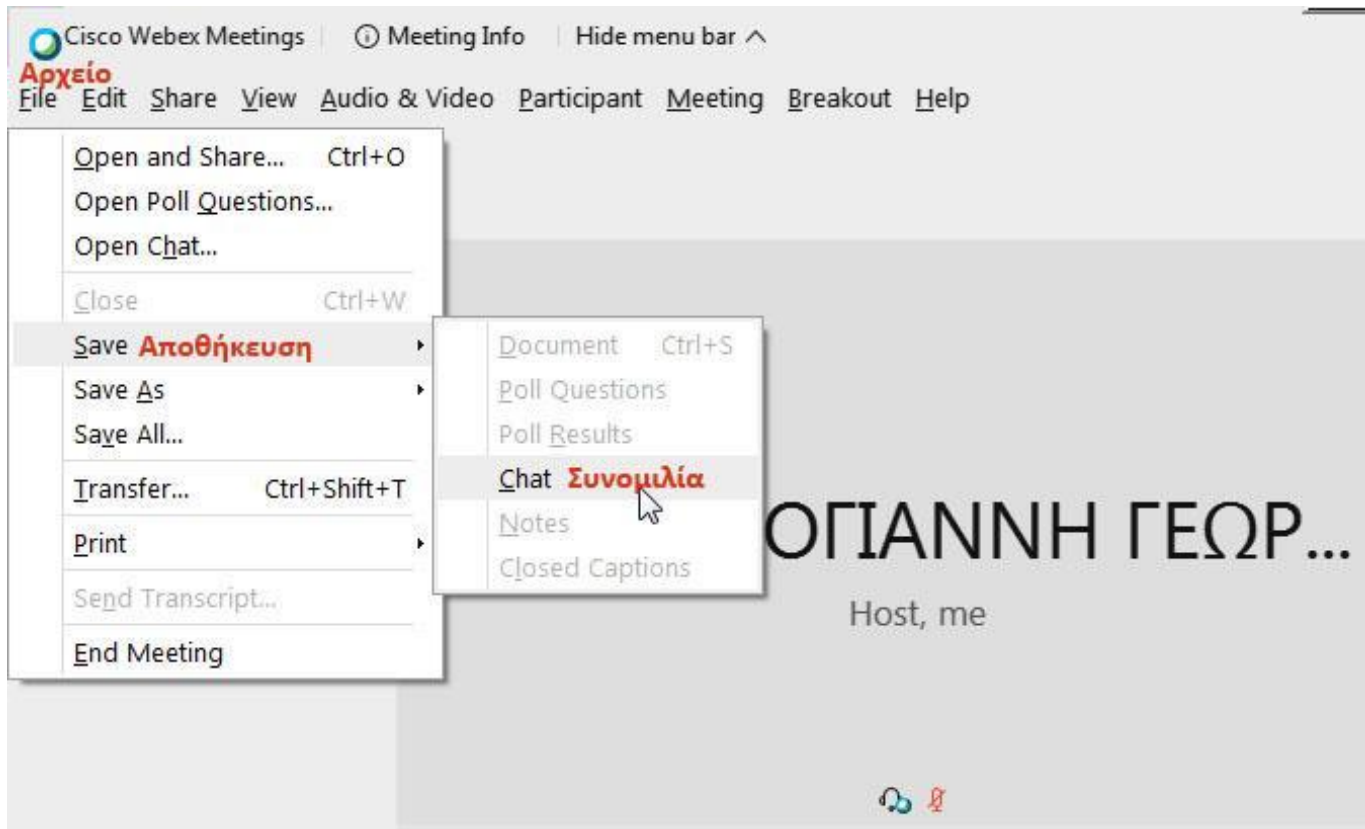 Cisco Webex Meetings Meeting Info Hide menu bar
Αρχείο
File Edit Share View Audio & Video Participant Meeting Breakout Help
Open and Share... Ctrl+O
Open Poll Questions...
Open Chat...
Close Ctrl+W
Save Αποθήκευση
Save As
Save All...
Transfer... Ctrl+Shift+T
Print
Send Transcript...
End Meeting
Document Ctrl+S
Poll Questions
Poll Results
Chat Συνομιλία
Notes
Closed Captions
ΟΓΙΑΝΝΗ ΓΕΩΡ...
Host, me